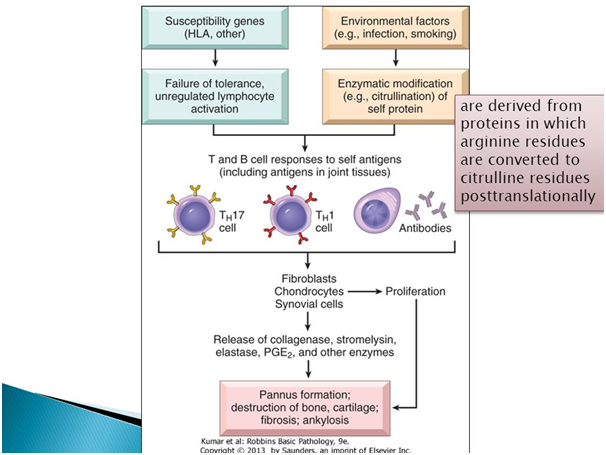 Susceptibility genes
(HLA, other)
Environmental factors
(e.g., infection, smoking)
Failure of tolerance,
unregulated lymphocyte
activation
Enzymatic modification
(e.g., citrullination) of
self protein
are derived from
proteins in which
arginine residues
are converted to
citrulline residues
posttranslationally
T and B cell responses to self antigens
(including antigens in joint tissues)
TH17
cell
TH1
cell
Antibodies
Fibroblasts
Chondrocytes
Synovial cells
Proliferation
Release of collagenase, stromelysin,
elastase, PGE2, and other enzymes
Pannus formation;
destruction of bone, cartilage;
fibrosis; ankylosis
Kumar et al: Robbins Basic Pathology, 9e.
Copyright © 2013 by Saunders, an imprint of Elsevier Inc.